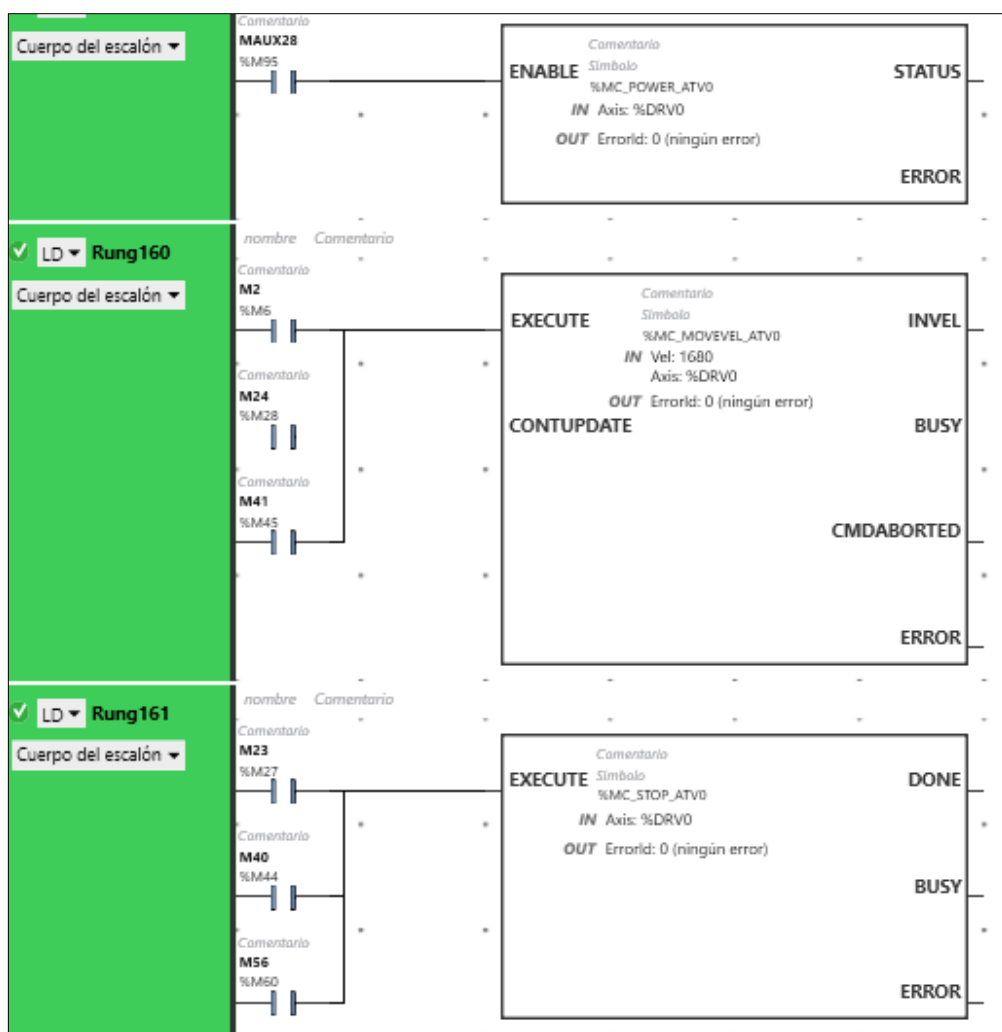 Comentario
Cuerpo del escalón
MAUX28
%M95
ENABLE
Comentario
Símbolo
%MC_POWER_ATV0
IN Axis: %DRV0
OUT ErrorId: 0 (ningún error)
STATUS
ERROR
LD Rung160
nombre Comentario
Cuerpo del escalón
Comentario
M2
%M6
Comentario
M24
%M28
Comentario
M41
%M45
EXECUTE
Comentario
Símbolo
%MC_MOVEVEL_ATV0
IN Vel: 1680
Axis: %DRV0
OUT ErrorId: 0 (ningún error)
CONTUPDATE
INVEL
BUSY
CMDABORTED
ERROR
LD Rung161
nombre Comentario
Cuerpo del escalón
Comentario
M23
%M27
Comentario
M40
%M44
Comentario
M56
%M60
EXECUTE
Comentario
Símbolo
%MC_STOP_ATV0
IN Axis: %DRV0
OUT ErrorId: 0 (ningún error)
DONE
BUSY
ERROR